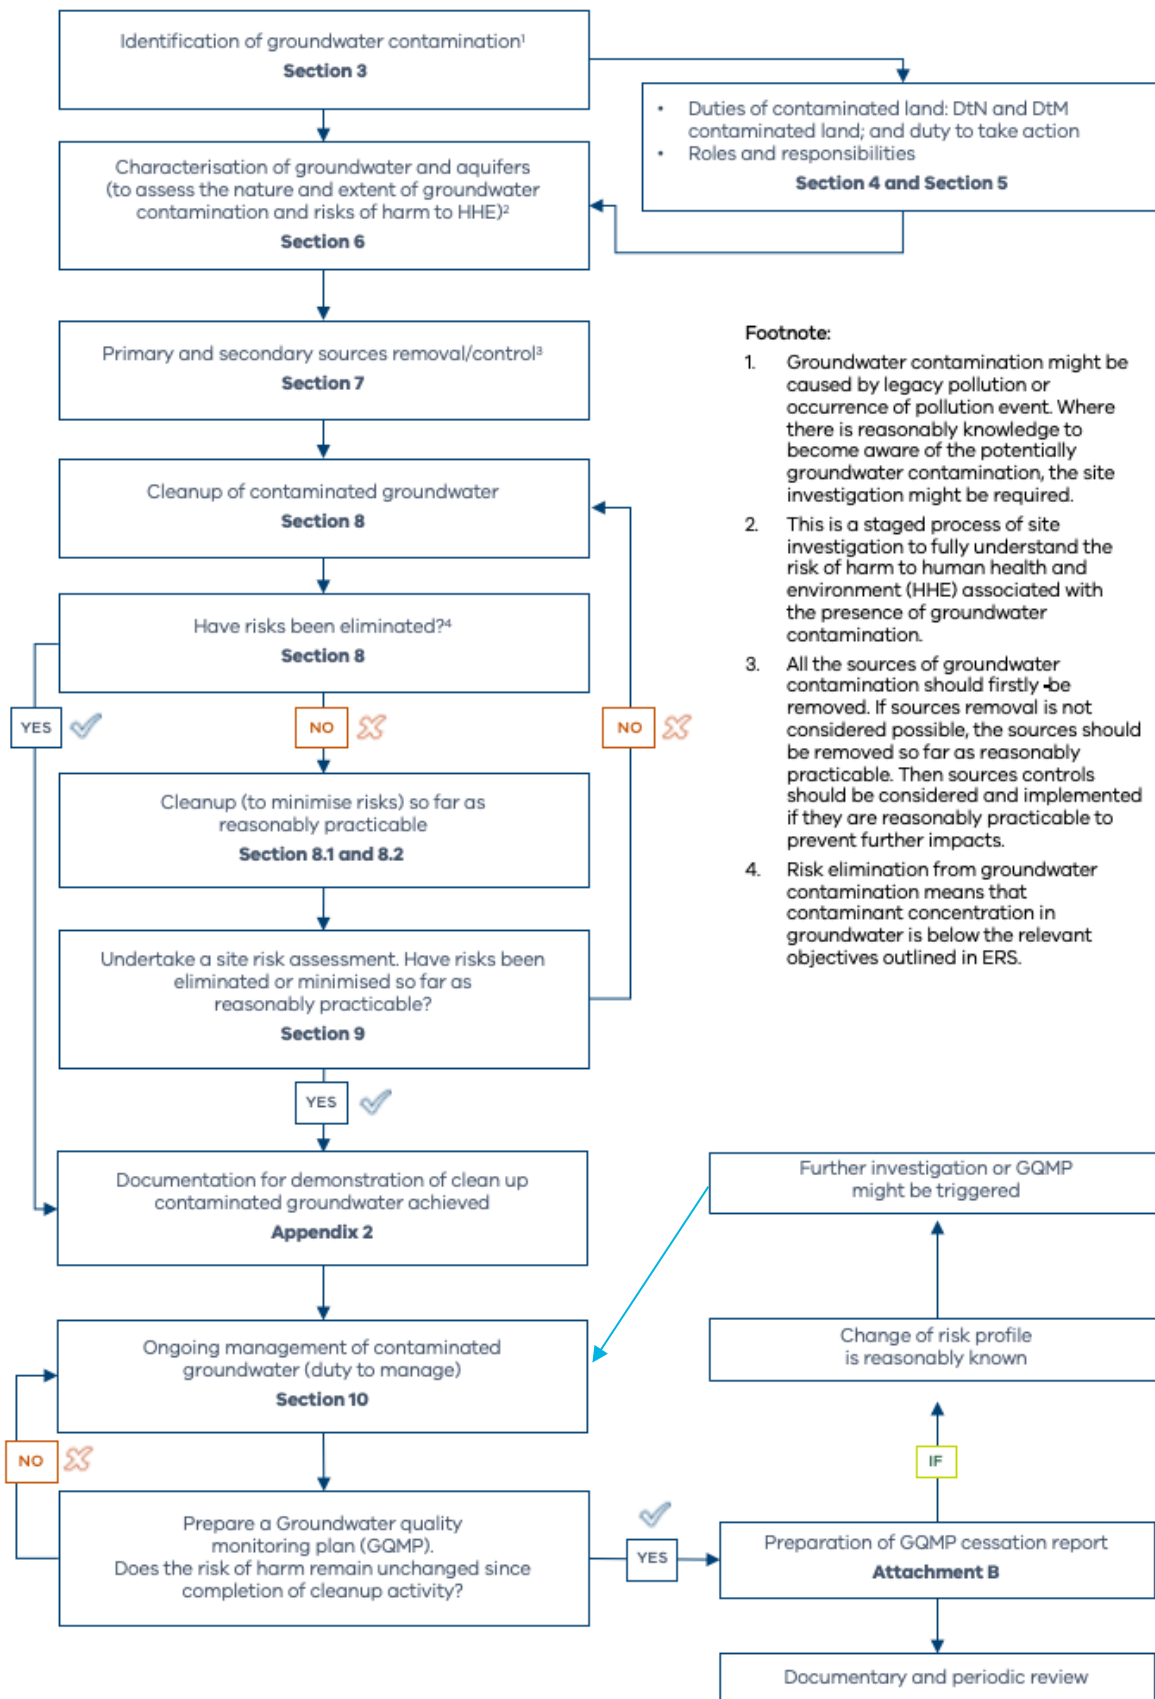 Identification of groundwater contamination¹
Section 3
• Duties of contaminated land: DtN and DtM
contaminated land; and duty to take action
• Roles and responsibilities
Section 4 and Section 5
Characterisation of groundwater and aquifers
(to assess the nature and extent of groundwater
contamination and risks of harm to HHE)²
Section 6
Primary and secondary sources removal/control³
Section 7
Cleanup of contaminated groundwater
Section 8
Have risks been eliminated?⁴
Section 8
YES
NO
NO
Cleanup (to minimise risks) so far as
reasonably practicable
Section 8.1 and 8.2
Undertake a site risk assessment. Have risks been
eliminated or minimised so far as
reasonably practicable?
Section 9
YES
Documentation for demonstration of clean up
contaminated groundwater achieved
Appendix 2
Ongoing management of contaminated
groundwater (duty to manage)
Section 10
NO
Prepare a Groundwater quality
monitoring plan (GQMP).
Does the risk of harm remain unchanged since
completion of cleanup activity?
YES
Footnote:
1. Groundwater contamination might be
caused by legacy pollution or
occurrence of pollution event. Where
there is reasonably knowledge to
become aware of the potentially
groundwater contamination, the site
investigation might be required.
2. This is a staged process of site
investigation to fully understand the
risk of harm to human health and
environment (HHE) associated with
the presence of groundwater
contamination.
3. All the sources of groundwater
contamination should firstly -be
removed. If sources removal is not
considered possible, the sources should
be removed so far as reasonably
practicable. Then sources controls
should be considered and implemented
if they are reasonably practicable to
prevent further impacts.
4. Risk elimination from groundwater
contamination means that
contaminant concentration in
groundwater is below the relevant
objectives outlined in ERS.
Further investigation or GQMP
might be triggered
Change of risk profile
is reasonably known
IF
Preparation of GQMP cessation report
Attachment B
Documentary and periodic review